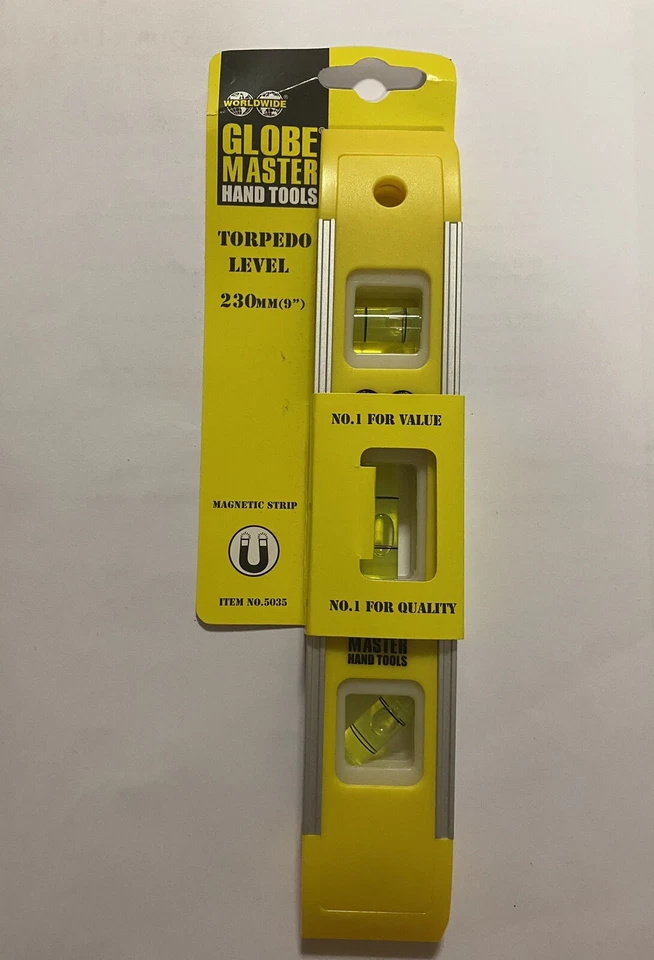 WORLDWIDE®
GLOBE®
MASTER
HAND TOOLS
TORPEDO
LEVEL
230MM(9”)
NO.1 FOR VALUE
MAGNETIC STRIP
ITEM NO.5035
NO.1 FOR QUALITY
MASTER
HAND TOOLS